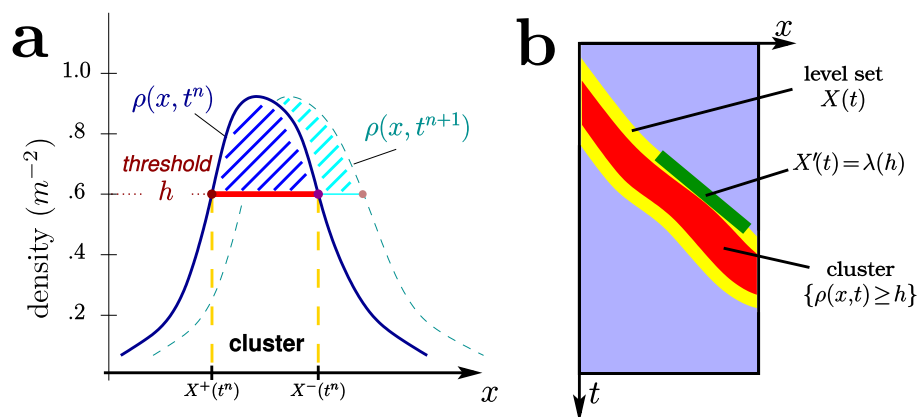 a
1.0
.8
.6
.4
.2
density (m⁻²)
ρ(x, tⁿ)
ρ(x, tⁿ⁺¹)
threshold
h
cluster
X⁺(tⁿ)
X⁻(tⁿ)
x
b
x
level set
X(t)
X′(t) = λ(h)
cluster
{ρ(x,t) ≥ h}
t